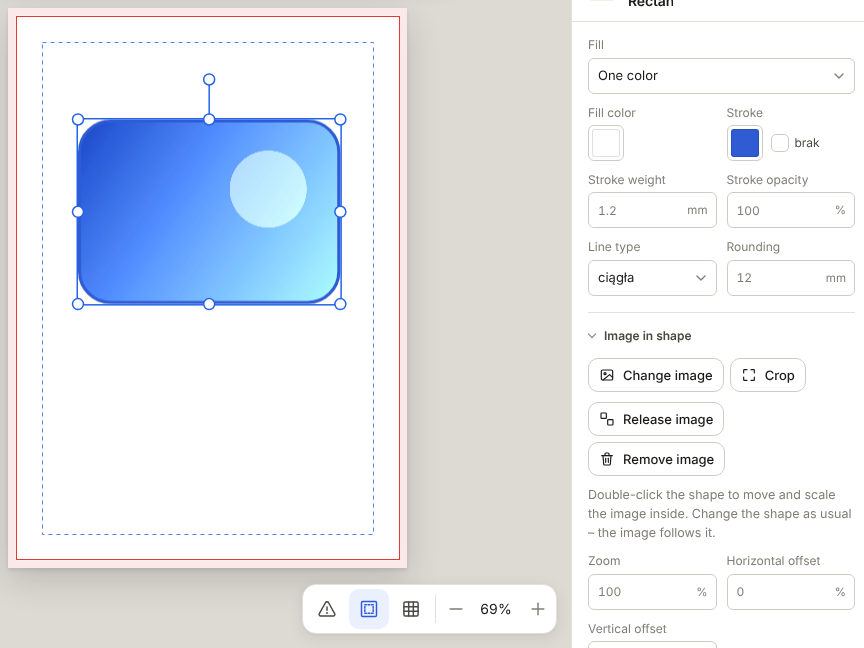 Rectan
Fill
One color
Fill color
Stroke
brak
Stroke weight
Stroke opacity
1.2 mm
100 %
Line type
Rounding
ciągła
12 mm
Image in shape
Change image
Crop
Release image
Remove image
Double-click the shape to move and scale
the image inside. Change the shape as usual
– the image follows it.
Zoom
Horizontal offset
100 %
0 %
Vertical offset
69%